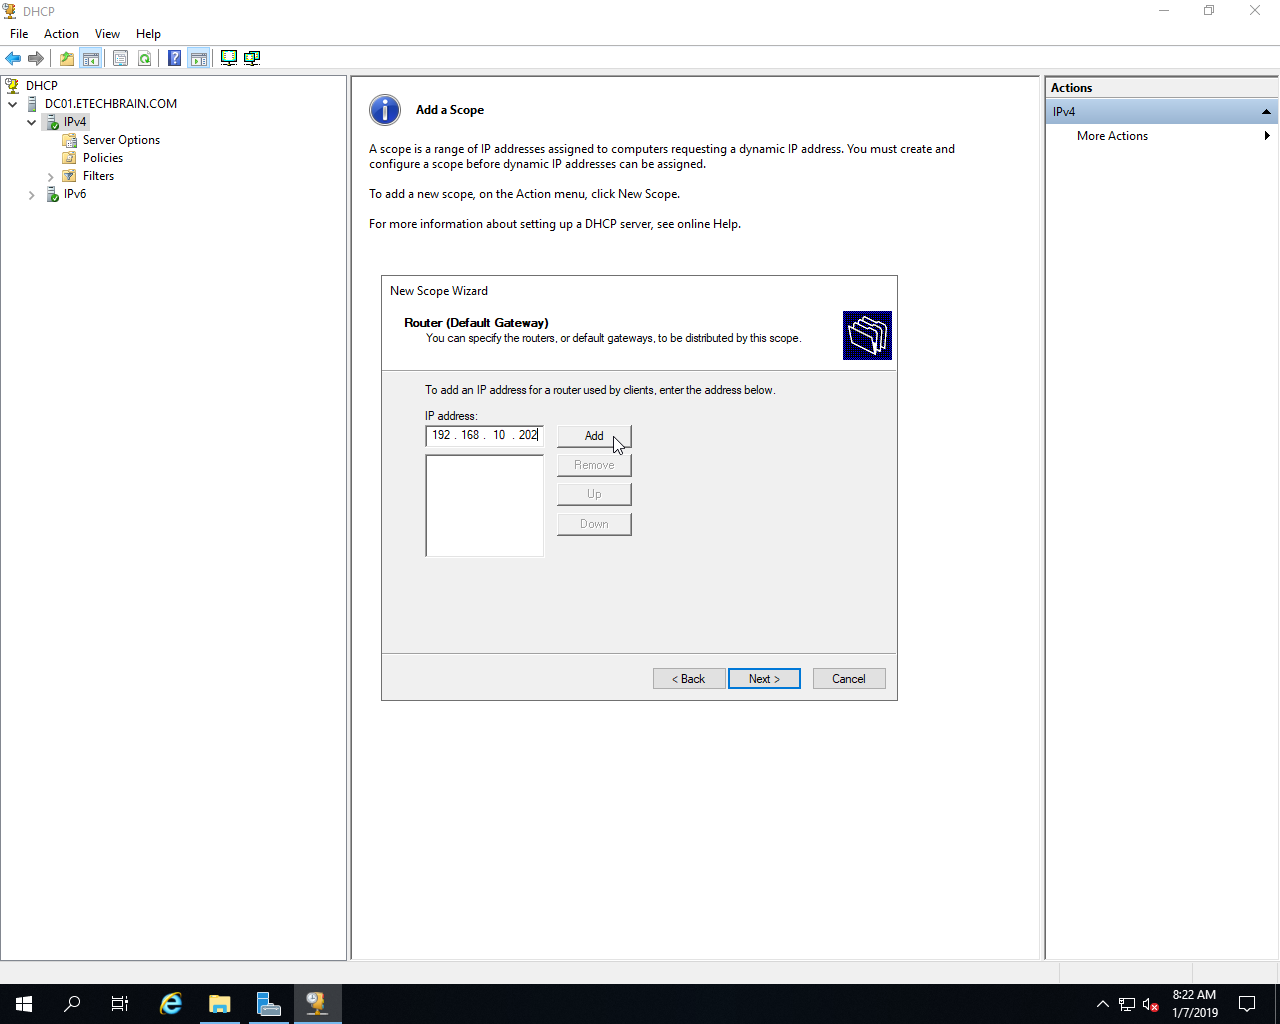 DHCP
File Action View Help
DHCP
DC01.ETECHBRAIN.COM
IPv4
Server Options
Policies
Filters
IPv6
Add a Scope
A scope is a range of IP addresses assigned to computers requesting a dynamic IP address. You must create and
configure a scope before dynamic IP addresses can be assigned.
To add a new scope, on the Action menu, click New Scope.
For more information about setting up a DHCP server, see online Help.
New Scope Wizard
Router (Default Gateway)
You can specify the routers, or default gateways, to be distributed by this scope.
To add an IP address for a router used by clients, enter the address below.
IP address:
192 . 168 . 10 . 202
Add
Remove
Up
Down
< Back
Next >
Cancel
Actions
IPv4
More Actions
8:22 AM
1/7/2019